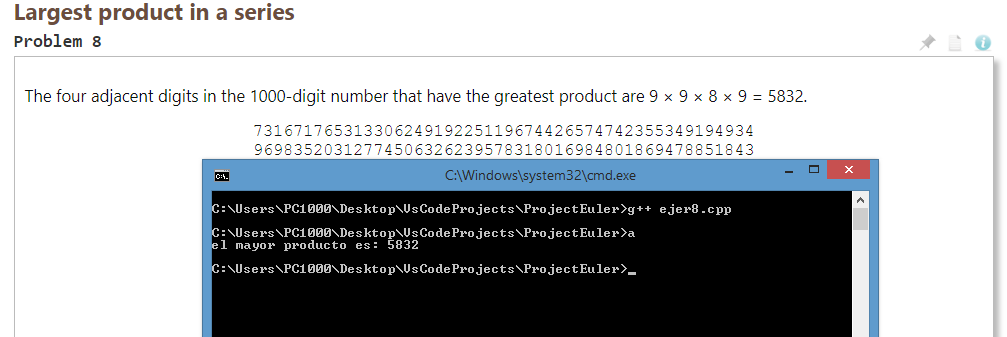 Largest product in a series
Problem 8
The four adjacent digits in the 1000-digit number that have the greatest product are 9 × 9 × 8 × 9 = 5832.
73167176531330624919225119674426574742355349194934
96983520312774506326239578318016984801869478851843
C:\Windows\system32\cmd.exe
C:\Users\PC1000\Desktop\VsCodeProjects\ProjectEuler>g++ ejer8.cpp
C:\Users\PC1000\Desktop\VsCodeProjects\ProjectEuler>a
el mayor producto es: 5832
C:\Users\PC1000\Desktop\VsCodeProjects\ProjectEuler>_